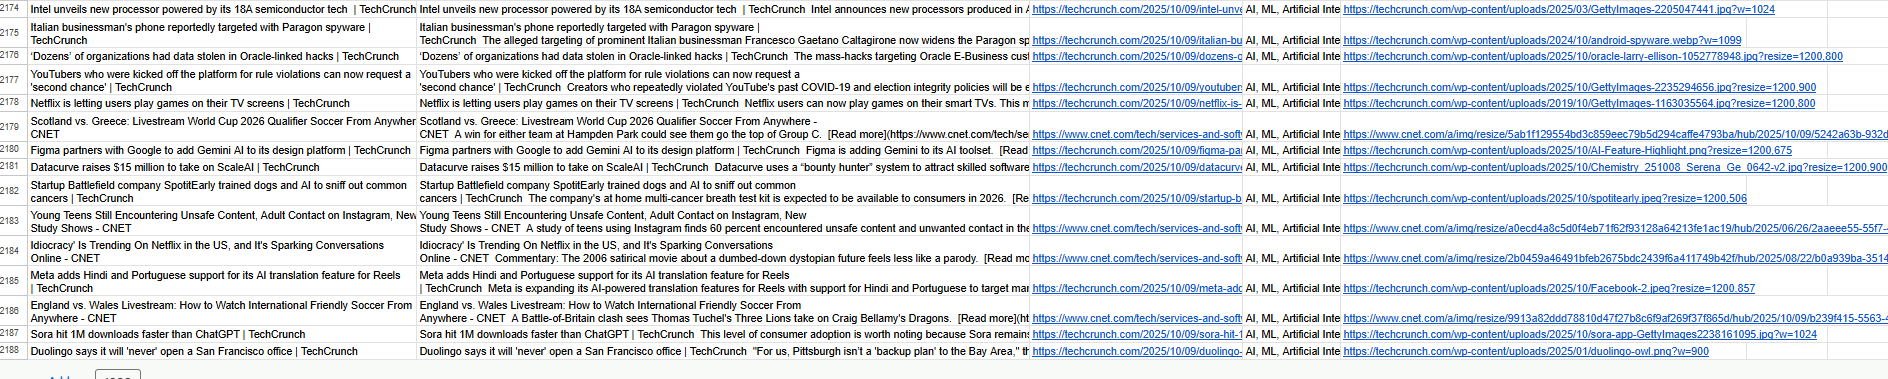 2174 Intel unveils new processor powered by its 18A semiconductor tech | TechCrunch Intel unveils new processor powered by its 18A semiconductor tech | TechCrunch Intel announces new processors produced in A https://techcrunch.com/2025/10/09/intel-unve AI, ML, Artificial Inte https://techcrunch.com/wp-content/uploads/2025/03/GettyImages-2205047441.jpg?w=1024
Italian businessman's phone reportedly targeted with Paragon spyware | Italian businessman's phone reportedly targeted with Paragon spyware |
2175 TechCrunch TechCrunch The alleged targeting of prominent Italian businessman Francesco Gaetano Caltagirone now widens the Paragon sp https://techcrunch.com/2025/10/09/italian-bu AI, ML, Artificial Inte https://techcrunch.com/wp-content/uploads/2024/10/android-spyware.webp?w=1099
2176 'Dozens' of organizations had data stolen in Oracle-linked hacks | TechCrunch 'Dozens' of organizations had data stolen in Oracle-linked hacks | TechCrunch The mass-hacks targeting Oracle E-Business cust https://techcrunch.com/2025/10/09/dozens-o AI, ML, Artificial Inte https://techcrunch.com/wp-content/uploads/2025/10/oracle-larry-ellison-1052778948.jpg?resize=1200,800
YouTubers who were kicked off the platform for rule violations can now request a YouTubers who were kicked off the platform for rule violations can now request a
2177 'second chance' | TechCrunch 'second chance' | TechCrunch Creators who repeatedly violated YouTube's past COVID-19 and election integrity policies will be e https://techcrunch.com/2025/10/09/youtuber AI, ML, Artificial Inte https://techcrunch.com/wp-content/uploads/2025/10/GettyImages-2235294656.jpg?resize=1200,900
2178 Netflix is letting users play games on their TV screens | TechCrunch Netflix is letting users play games on their TV screens | TechCrunch Netflix users can now play games on their smart TVs. This m https://techcrunch.com/2025/10/09/netflix-is- AI, ML, Artificial Inte https://techcrunch.com/wp-content/uploads/2019/10/GettyImages-1163035564.jpg?resize=1200,800
Scotland vs. Greece: Livestream World Cup 2026 Qualifier Soccer From Anywher Scotland vs. Greece: Livestream World Cup 2026 Qualifier Soccer From Anywhere -
2179 CNET CNET A win for either team at Hampden Park could see them go the top of Group C. [Read more](https://www.cnet.com/tech/se https://www.cnet.com/tech/services-and-soft AI, ML, Artificial Inte https://www.cnet.com/a/img/resize/5ab1f129554bd3c859eec79b5d294caffe4793ba/hub/2025/10/09/5242a63b-932d
2180 Figma partners with Google to add Gemini AI to its design platform | TechCrunch Figma partners with Google to add Gemini AI to its design platform | TechCrunch Figma is adding Gemini to its AI toolset. [Read https://techcrunch.com/2025/10/09/figma-pa AI, ML, Artificial Inte https://techcrunch.com/wp-content/uploads/2025/10/AI-Feature-Highlight.png?resize=1200,675
2181 Datacurve raises $15 million to take on ScaleAI | TechCrunch Datacurve raises $15 million to take on ScaleAI | TechCrunch Datacurve uses a "bounty hunter" system to attract skilled software https://techcrunch.com/2025/10/09/datacurv AI, ML, Artificial Inte https://techcrunch.com/wp-content/uploads/2025/10/Chemistry_251008_Serena_Ge_0642-v2.jpg?resize=1200,900
Startup Battlefield company SpotitEarly trained dogs and AI to sniff out common Startup Battlefield company SpotitEarly trained dogs and AI to sniff out common
2182 cancers | TechCrunch cancers | TechCrunch The company's at home multi-cancer breath test kit is expected to be available to consumers in 2026. [Re https://techcrunch.com/2025/10/09/startup-b AI, ML, Artificial Inte https://techcrunch.com/wp-content/uploads/2025/10/spotitearly.jpeg?resize=1200,506
Young Teens Still Encountering Unsafe Content, Adult Contact on Instagram, New Young Teens Still Encountering Unsafe Content, Adult Contact on Instagram, New
2183 Study Shows - CNET Study Shows - CNET A study of teens using Instagram finds 60 percent encountered unsafe content and unwanted contact in the https://www.cnet.com/tech/services-and-soft AI, ML, Artificial Inte https://www.cnet.com/a/img/resize/a0ecd4a8c5d0f4eb71f62f93128a64213fe1ac19/hub/2025/06/26/2aaeee55-55f7-
Idiocracy' Is Trending On Netflix in the US, and It's Sparking Conversations Idiocracy' Is Trending On Netflix in the US, and It's Sparking Conversations
2184 Online - CNET Online - CNET Commentary: The 2006 satirical movie about a dumbed-down dystopian future feels less like a parody. [Read mo https://www.cnet.com/tech/services-and-soft AI, ML, Artificial Inte https://www.cnet.com/a/img/resize/2b0459a46491bfeb2675bdc2439f6a411749b42f/hub/2025/08/22/b0a939ba-3514
Meta adds Hindi and Portuguese support for its AI translation feature for Reels Meta adds Hindi and Portuguese support for its AI translation feature for Reels
2185 | TechCrunch | TechCrunch Meta is expanding its AI-powered translation features for Reels with support for Hindi and Portuguese to target mar https://techcrunch.com/2025/10/09/meta-add AI, ML, Artificial Inte https://techcrunch.com/wp-content/uploads/2025/10/Facebook-2.jpeg?resize=1200,857
England vs. Wales Livestream: How to Watch International Friendly Soccer From England vs. Wales Livestream: How to Watch International Friendly Soccer From
2186 Anywhere - CNET Anywhere - CNET A Battle-of-Britain clash sees Thomas Tuchel's Three Lions take on Craig Bellamy's Dragons. [Read more](ht https://www.cnet.com/tech/services-and-soft AI, ML, Artificial Inte https://www.cnet.com/a/img/resize/9913a82ddd78810d47f27b8c6f9af269f37f865d/hub/2025/10/09/b239f415-5563-4
2187 Sora hit 1M downloads faster than ChatGPT | TechCrunch Sora hit 1M downloads faster than ChatGPT | TechCrunch This level of consumer adoption is worth noting because Sora remains https://techcrunch.com/2025/10/09/sora-hit-1 AI, ML, Artificial Inte https://techcrunch.com/wp-content/uploads/2025/10/sora-app-GettyImages2238161095.jpg?w=1024
2188 Duolingo says it will 'never' open a San Francisco office | TechCrunch Duolingo says it will 'never' open a San Francisco office | TechCrunch "For us, Pittsburgh isn't a 'backup plan' to the Bay Area," th https://techcrunch.com/2025/10/09/duolingo- AI, ML, Artificial Inte https://techcrunch.com/wp-content/uploads/2025/01/duolingo-owl.png?w=900